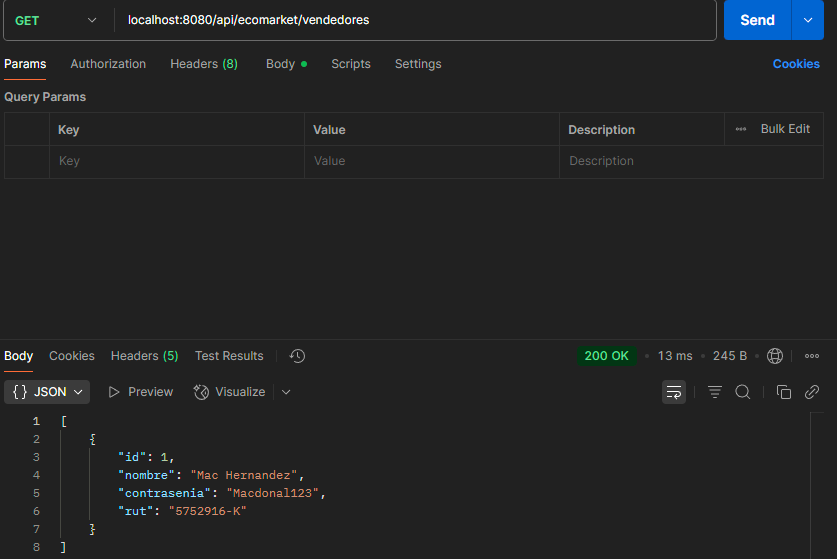 GET localhost:8080/api/ecomarket/vendedores Send
Params Authorization Headers (8) Body Scripts Settings Cookies
Query Params
Key Value Description Bulk Edit
Key Value Description
Body Cookies Headers (5) Test Results 200 OK 13 ms 245 B
{} JSON Preview Visualize
1 [
2 {
3 "id": 1,
4 "nombre": "Mac Hernandez",
5 "contrasenia": "Macdonal123",
6 "rut": "5752916-K"
7 }
8 ]